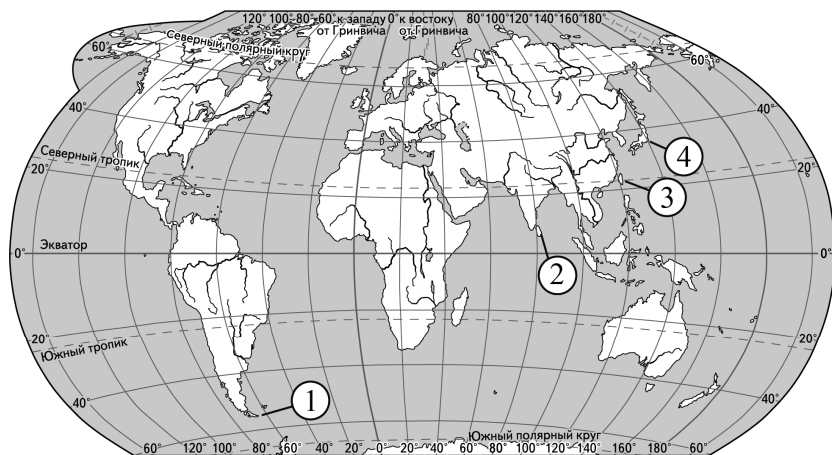 120° 100° 80° 60° к западу 0° к востоку 80° 100° 120° 140° 160° 180°
от Гринвича от Гринвича
Северный полярный круг
60° 60°
40° 40°
4
Северный тропик
20° 20°
3
0° Экватор 0°
2
20° 20°
Южный тропик
1
40° 40°
Южный полярный круг
60° 120° 100° 80° 60° 40° 20° 0° 20° 40° 60° 80° 100° 120° 140° 180° 60°